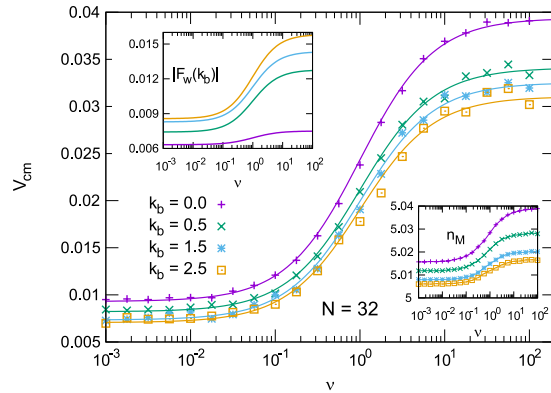 0.04
0.035
0.03
0.025
0.02
0.015
0.01
0.005
V_cm
10^-3 10^-2 10^-1 10^0 10^1 10^2
ν
0.015
0.012
0.009
0.006
|F_w(k_b)|
10^-3 10^-2 10^-1 10^0 10^1 10^2
ν
k_b = 0.0
k_b = 0.5
k_b = 1.5
k_b = 2.5
N = 32
5.04
5.03
5.02
5.01
5
n_M
10^-3 10^-2 10^-1 10^0 10^1 10^2
ν